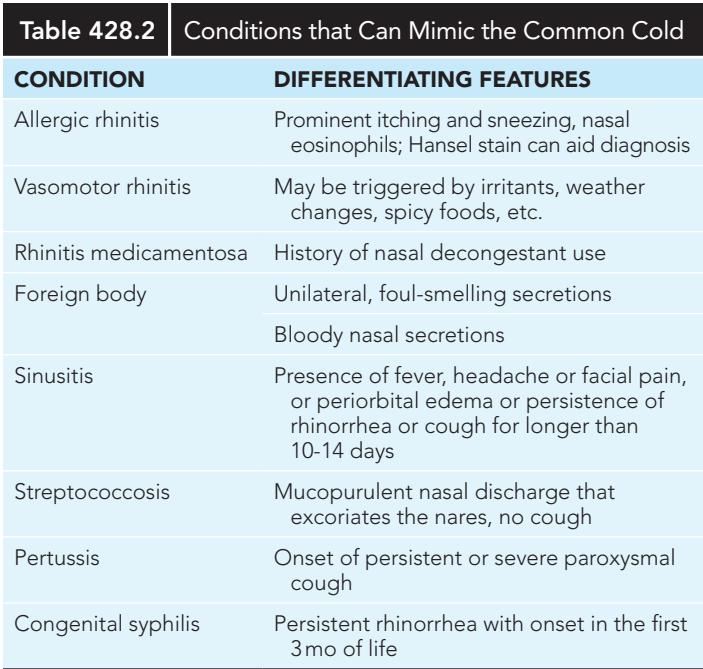 Table 428.2 Conditions that Can Mimic the Common Cold
CONDITION DIFFERENTIATING FEATURES
Allergic rhinitis Prominent itching and sneezing, nasal
eosinophils; Hansel stain can aid diagnosis
Vasomotor rhinitis May be triggered by irritants, weather
changes, spicy foods, etc.
Rhinitis medicamentosa History of nasal decongestant use
Foreign body Unilateral, foul-smelling secretions
Bloody nasal secretions
Sinusitis Presence of fever, headache or facial pain,
or periorbital edema or persistence of
rhinorrhea or cough for longer than
10-14 days
Streptococcosis Mucopurulent nasal discharge that
excoriates the nares, no cough
Pertussis Onset of persistent or severe paroxysmal
cough
Congenital syphilis Persistent rhinorrhea with onset in the first
3 mo of life